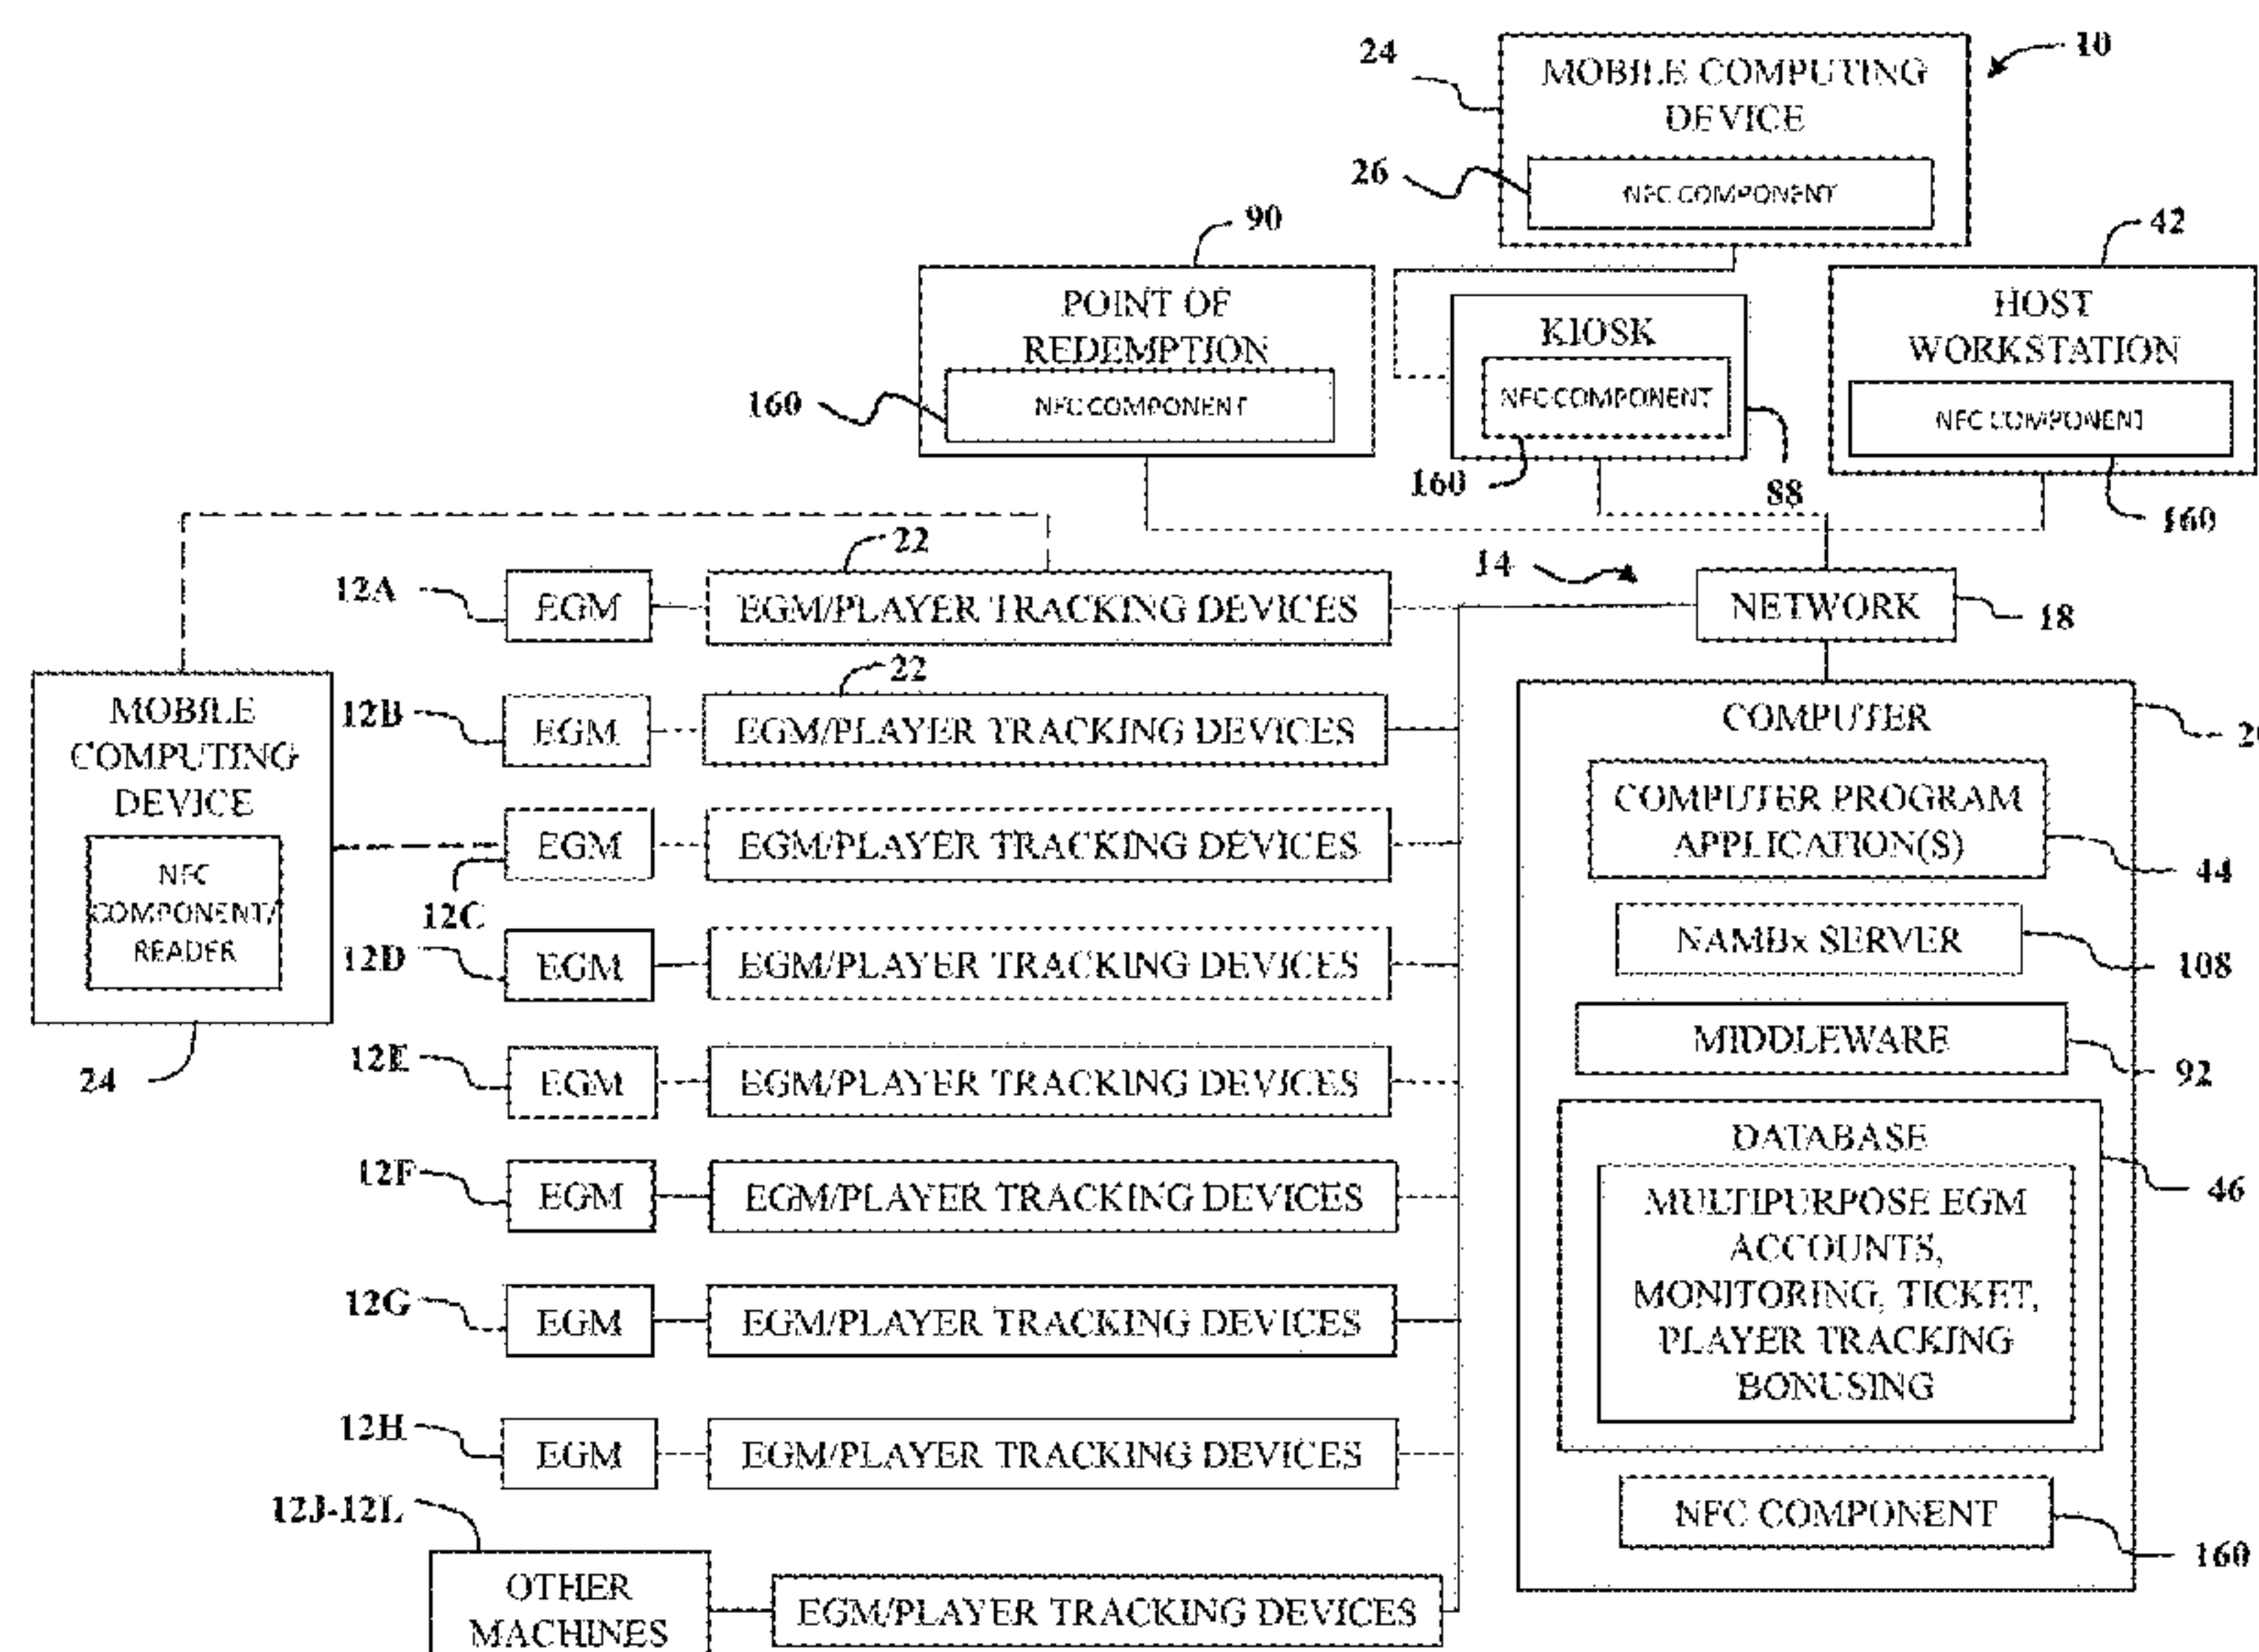 24
10
MOBILE COMPUTING
DEVICE
26
NFC COMPONENT
90
42
POINT OF
REDEMPTION
NFC COMPONENT
160
KIOSK
NFC COMPONENT
160
88
HOST
WORKSTATION
NFC COMPONENT
160
14
NETWORK
18
22
12A
EGM
EGM/PLAYER TRACKING DEVICES
22
12B
EGM
EGM/PLAYER TRACKING DEVICES
12C
EGM
EGM/PLAYER TRACKING DEVICES
12D
EGM
EGM/PLAYER TRACKING DEVICES
12E
EGM
EGM/PLAYER TRACKING DEVICES
12F
EGM
EGM/PLAYER TRACKING DEVICES
12G
EGM
EGM/PLAYER TRACKING DEVICES
12H
EGM
EGM/PLAYER TRACKING DEVICES
12J-12L
OTHER
MACHINES
EGM/PLAYER TRACKING DEVICES
MOBILE
COMPUTING
DEVICE
NFC
COMPONENT/
READER
24
COMPUTER
COMPUTER PROGRAM
APPLICATION(S)
44
NAMBx SERVER
108
MIDDLEWARE
92
DATABASE
46
MULTIPURPOSE EGM
ACCOUNTS,
MONITORING, TICKET,
PLAYER TRACKING
BONUSING
NFC COMPONENT
160